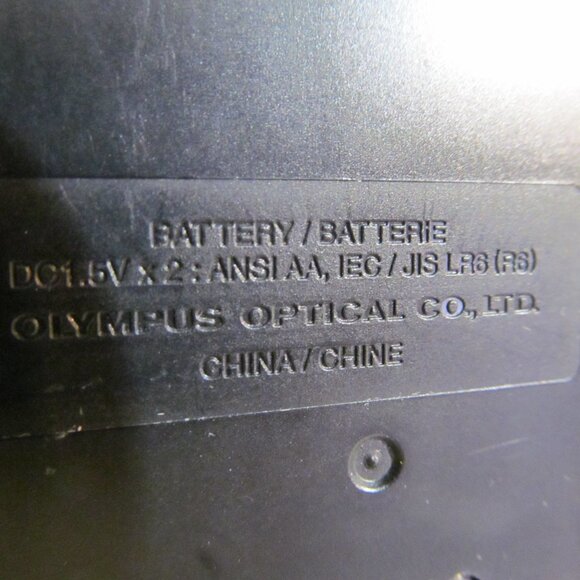 BATTERY / BATTERIE
DC1.5V x 2 : ANSI AA, IEC / JIS LR6 (R6)
OLYMPUS OPTICAL CO., LTD.
CHINA / CHINE